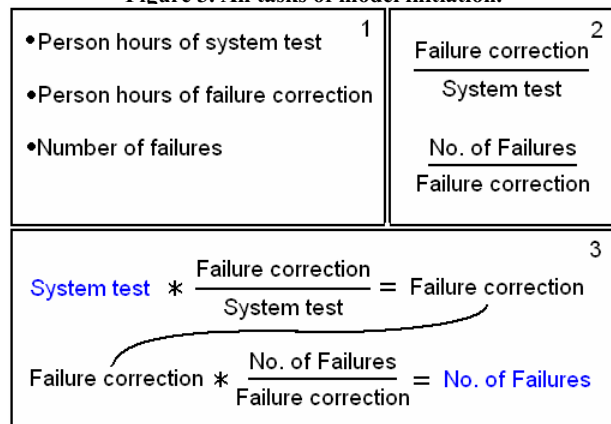 Figure 3. All tasks of model initiation.
1
•Person hours of system test
•Person hours of failure correction
•Number of failures
2
Failure correction
System test
No. of Failures
Failure correction
3
System test * Failure correction / System test = Failure correction
Failure correction * No. of Failures / Failure correction = No. of Failures